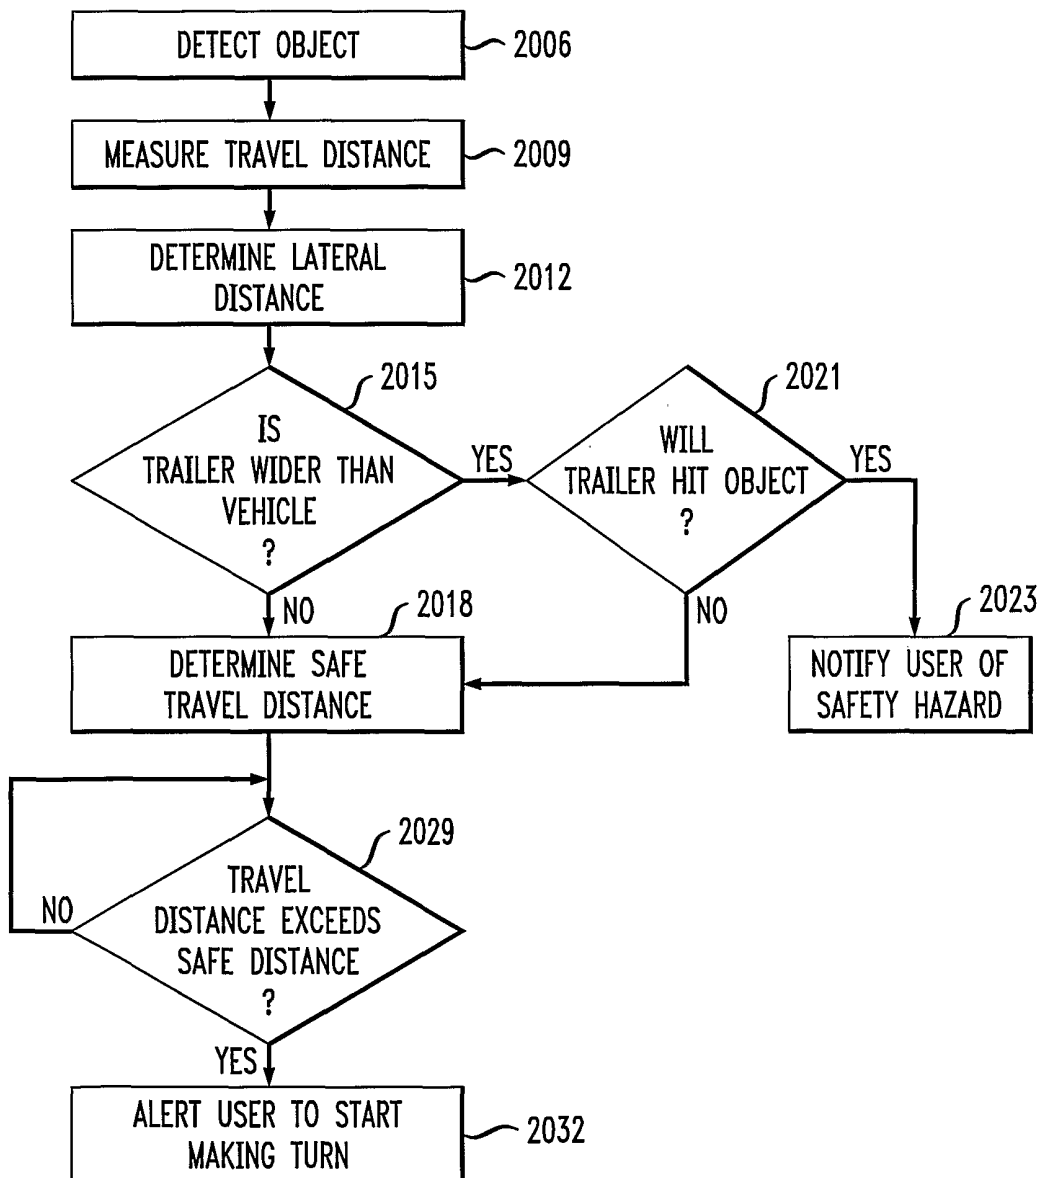 DETECT OBJECT
2006
MEASURE TRAVEL DISTANCE
2009
DETERMINE LATERAL
DISTANCE
2012
2015
IS
TRAILER WIDER THAN
VEHICLE
?
YES
NO
2021
WILL
TRAILER HIT OBJECT
?
YES
NO
2018
DETERMINE SAFE
TRAVEL DISTANCE
2023
NOTIFY USER OF
SAFETY HAZARD
2029
TRAVEL
DISTANCE EXCEEDS
SAFE DISTANCE
?
NO
YES
ALERT USER TO START
MAKING TURN
2032